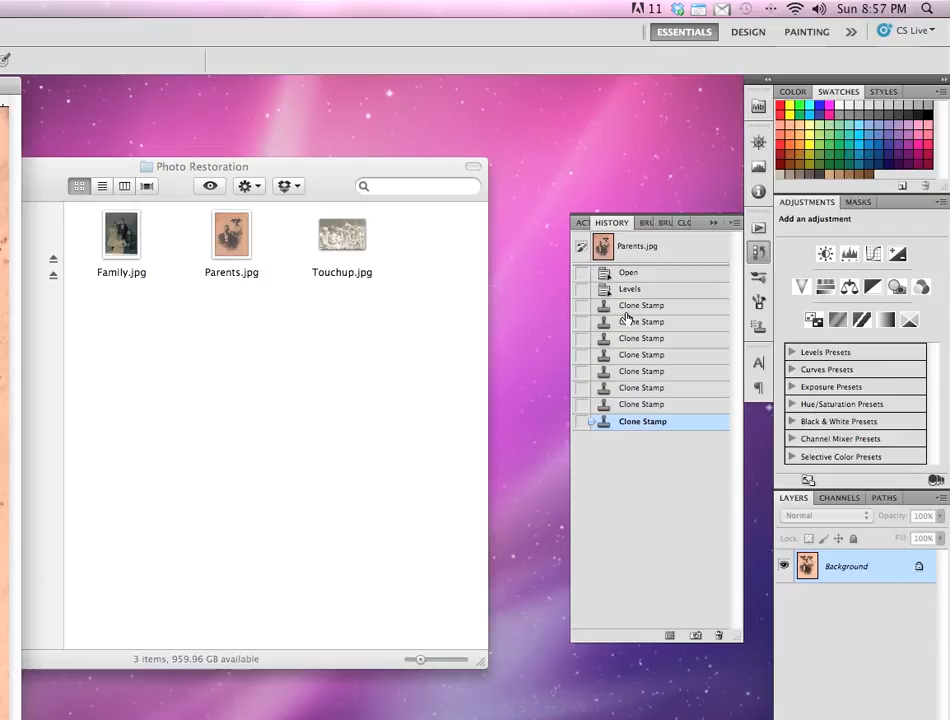 11 Sun 8:57 PM
ESSENTIALS DESIGN PAINTING CS Live
COLOR SWATCHES STYLES
Photo Restoration
ADJUSTMENTS MASKS
Add an adjustment
Family.jpg Parents.jpg Touchup.jpg
HISTORY
Parents.jpg
Open
Levels
Clone Stamp
Clone Stamp
Clone Stamp
Clone Stamp
Clone Stamp
Clone Stamp
Clone Stamp
Clone Stamp
Levels Presets
Curves Presets
Exposure Presets
Hue/Saturation Presets
Black & White Presets
Channel Mixer Presets
Selective Color Presets
LAYERS CHANNELS PATHS
Normal Opacity: 100%
Lock: Fill: 100%
Background
3 items, 959.96 GB available